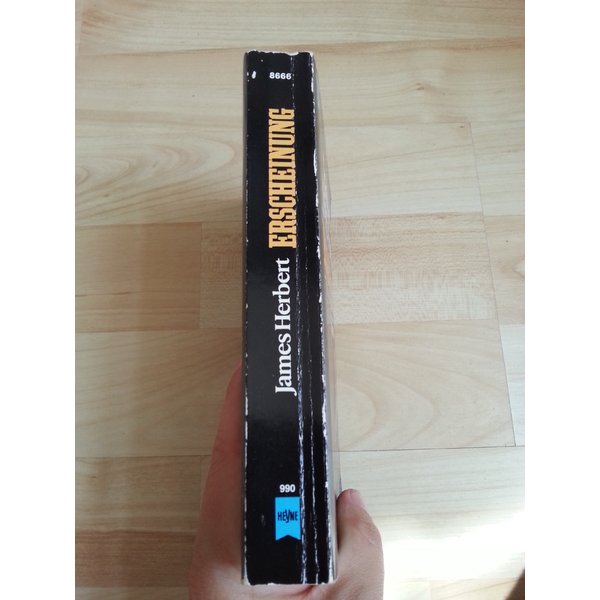 8666
James Herbert ERSCHEINUNG
990
HEYNE